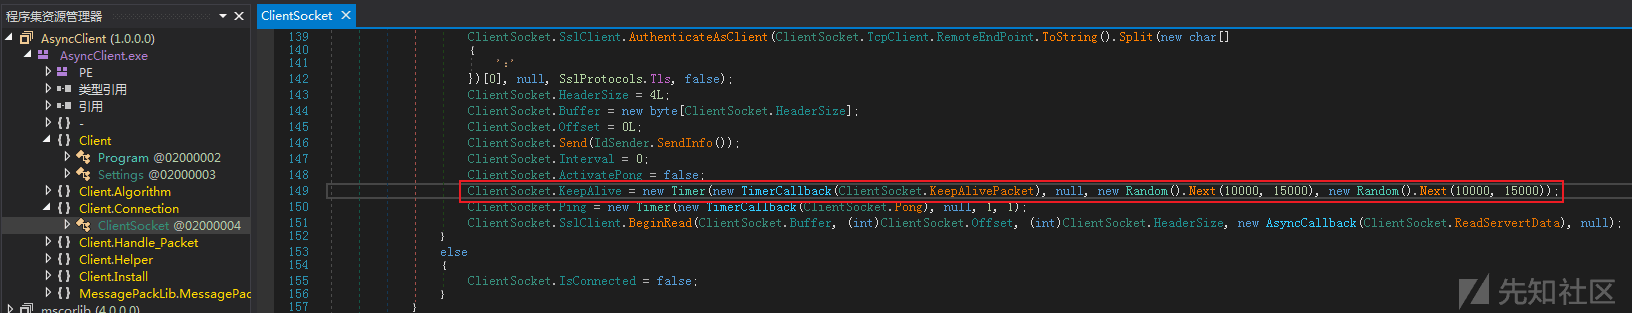 程序集资源管理器
AsyncClient (1.0.0.0)
AsyncClient.exe
PE
类型引用
引用
{ } -
{ } Client
Program @02000002
Settings @02000003
{ } Client.Algorithm
{ } Client.Connection
ClientSocket @02000004
{ } Client.Handle_Packet
{ } Client.Helper
{ } Client.Install
{ } MessagePackLib.MessagePac
mscorlib (4.0.0.0)
ClientSocket
139 ClientSocket.SslClient.AuthenticateAsClient(ClientSocket.TcpClient.RemoteEndPoint.ToString().Split(new char[]
140 {
141 ':'
142 })[0], null, SslProtocols.Tls, false);
143 ClientSocket.HeaderSize = 4L;
144 ClientSocket.Buffer = new byte[ClientSocket.HeaderSize];
145 ClientSocket.Offset = 0L;
146 ClientSocket.Send(IdSender.SendInfo());
147 ClientSocket.Interval = 0;
148 ClientSocket.ActivatePong = false;
149 ClientSocket.KeepAlive = new Timer(new TimerCallback(ClientSocket.KeepAlivePacket), null, new Random().Next(10000, 15000), new Random().Next(10000, 15000));
150 ClientSocket.Ping = new Timer(new TimerCallback(ClientSocket.Pong), null, 1, 1);
151 ClientSocket.SslClient.BeginRead(ClientSocket.Buffer, (int)ClientSocket.Offset, (int)ClientSocket.HeaderSize, new AsyncCallback(ClientSocket.ReadServertData), null);
152 }
153 else
154 {
155 ClientSocket.IsConnected = false;
156 }
157 }
先知社区